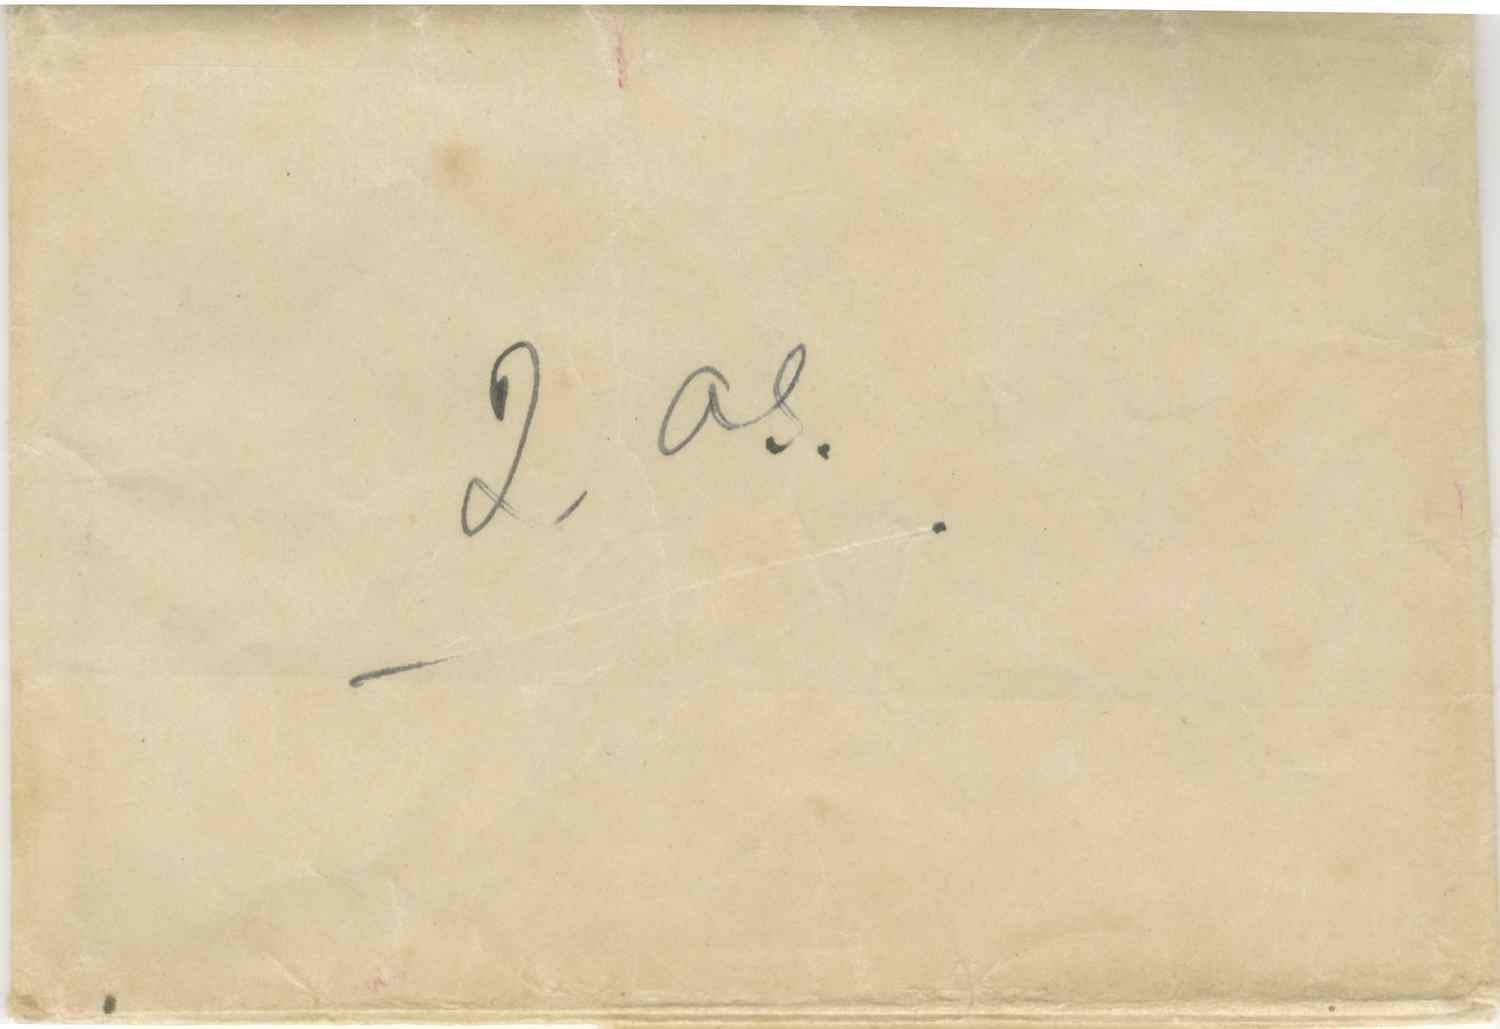 2, as.